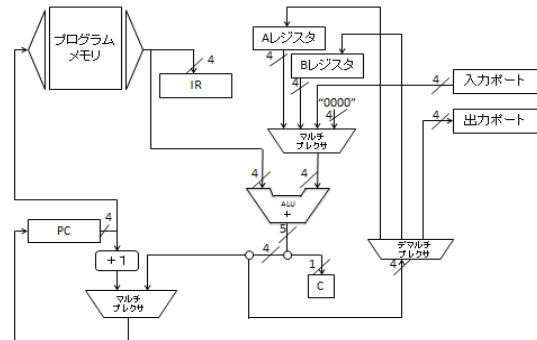 プログラム
メモリ
4
IR
Aレジスタ
4
Bレジスタ
4
4
入力ポート
4
出力ポート
"0000"
4
マルチ
プレクサ
4
4
ALU
+
5
PC
4
+1
4
1
C
デマルチ
プレクサ
4
マルチ
プレクサ